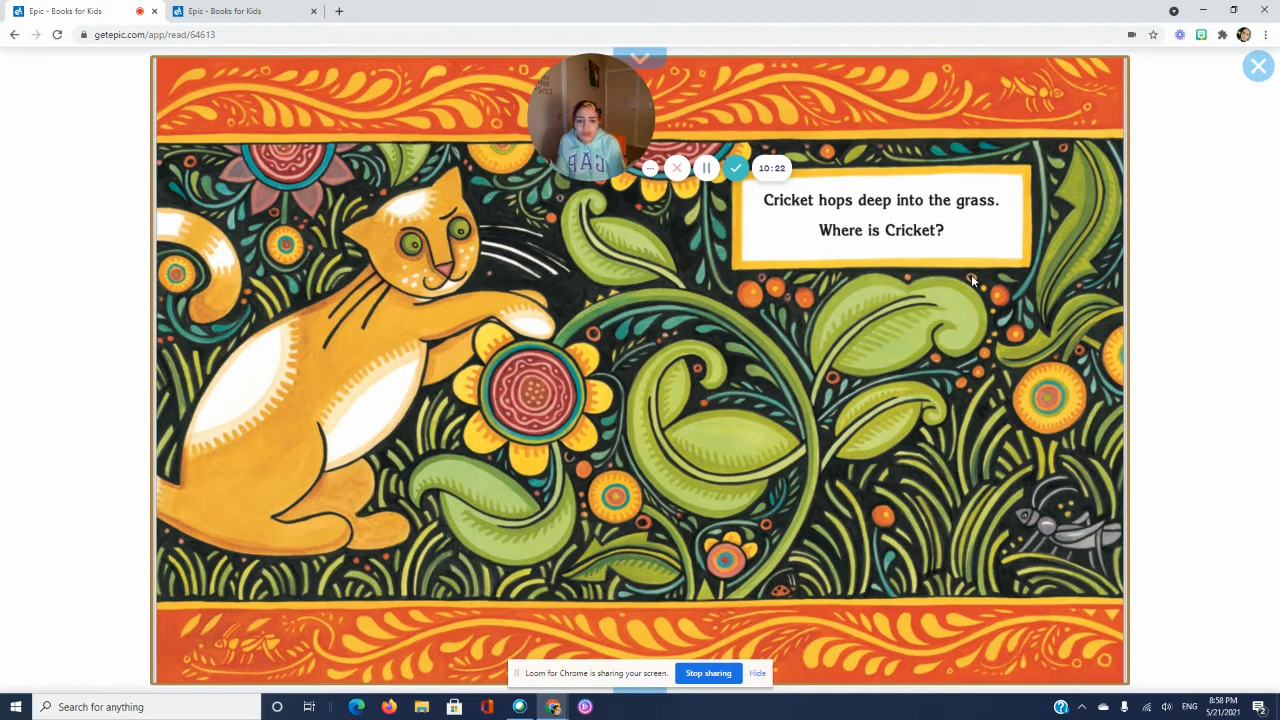 Epic - Books for Kids
Epic - Books for Kids
getepic.com/app/read/64613
GAP
10:22
Cricket hops deep into the grass.
Where is Cricket?
Loom for Chrome is sharing your screen.
Stop sharing
Hide
Search for anything
ENG
8:58 PM
5/21/2021
2